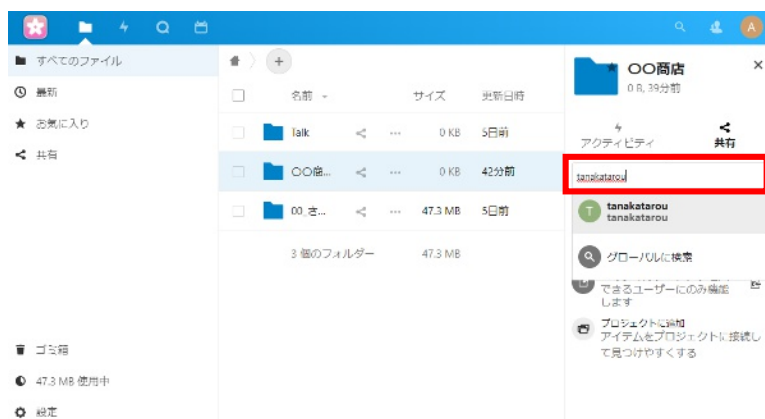 A
すべてのファイル
最新
お気に入り
共有
+
名前
サイズ
更新日時
Talk
0 KB
5日前
〇〇商...
0 KB
42分前
00_さ...
47.3 MB
5日前
3 個のフォルダー
47.3 MB
〇〇商店
0 B, 39分前
アクティビティ
共有
tanakatarou
T
tanakatarou
tanakatarou
グローバルに検索
できるユーザーにのみ機能
します
プロジェクトに追加
アイテムをプロジェクトに接続し
て見つけやすくする
ゴミ箱
47.3 MB 使用中
設定